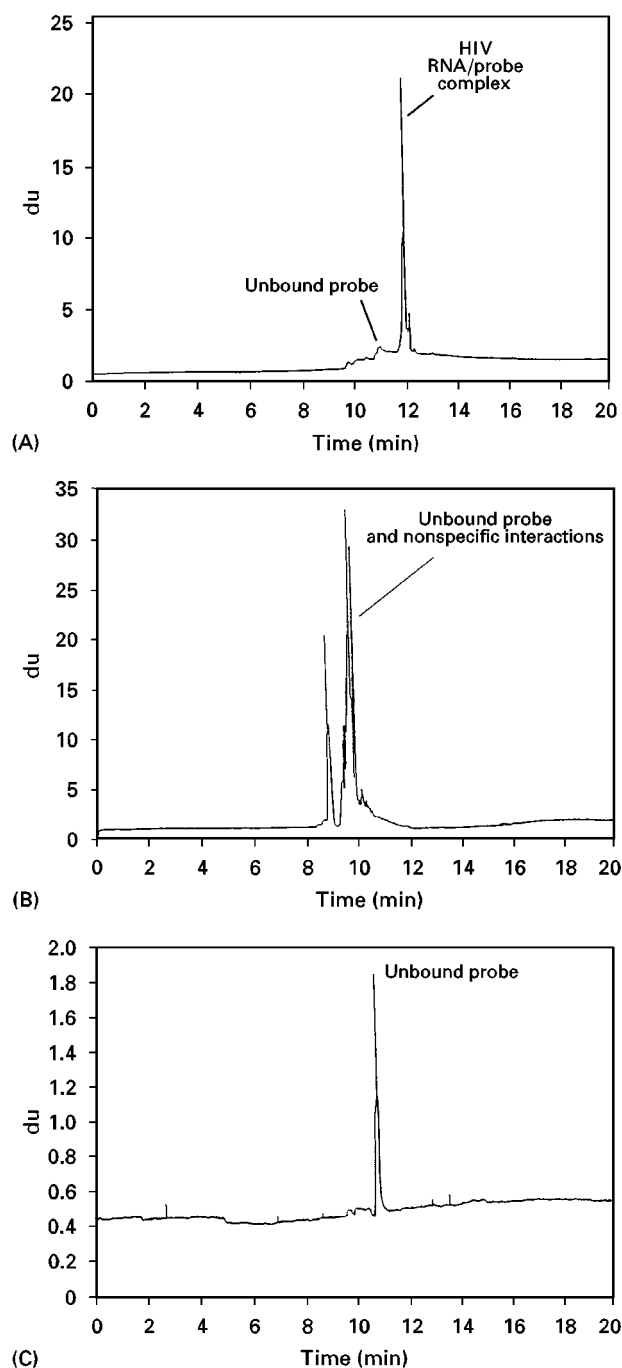 25
20
15
10
5
0
du
HIV
RNA/probe
complex
Unbound probe
0 2 4 6 8 10 12 14 16 18 20
(A) Time (min)
35
30
25
20
15
10
5
0
du
Unbound probe
and nonspecific interactions
0 2 4 6 8 10 12 14 16 18 20
(B) Time (min)
2.0
1.8
1.6
1.4
1.2
1.0
0.8
0.6
0.4
0.2
0
du
Unbound probe
0 2 4 6 8 10 12 14 16 18 20
(C) Time (min)